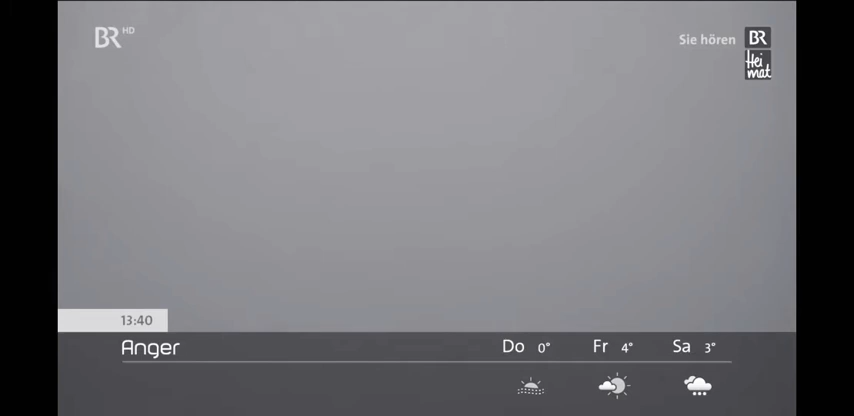 BR HD
Sie hören BR
Hei
mat
13:40
Anger Do 0° Fr 4° Sa 3°